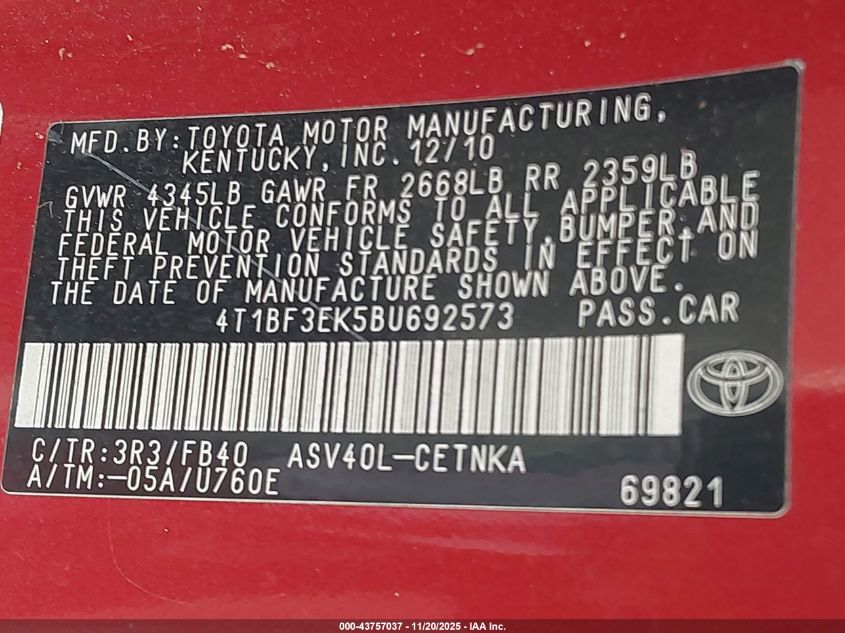 MFD.BY:TOYOTA MOTOR MANUFACTURING,
KENTUCKY,INC.12/10
GVWR 4345LB GAWR FR 2668LB RR 2359LB
THIS VEHICLE CONFORMS TO ALL APPLICABLE
FEDERAL MOTOR VEHICLE SAFETY,BUMPER,AND
THEFT PREVENTION STANDARDS IN EFFECT ON
THE DATE OF MANUFACTURE SHOWN ABOVE.
4T1BF3EK5BU692573 PASS.CAR
C/TR:3R3/FB40 ASV40L-CETNKA
A/TM:-05A/U760E
69821
000-43757037 - 11/20/2025 - IAA Inc.